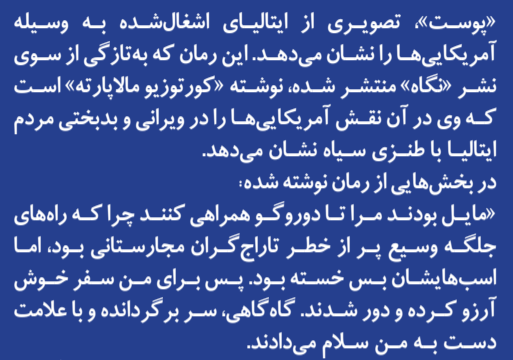 «پوست»، تصویری از ایتالیای اشغال‌شده به وسیله
آمریکایی‌ها را نشان می‌دهد. این رمان که به‌تازگی از سوی
نشر «نگاه» منتشر شده، نوشته «کورتوزیو مالاپارته» است
که وی در آن نقش آمریکایی‌ها را در ویرانی و بدبختی مردم
ایتالیا با طنزی سیاه نشان می‌دهد.
در بخش‌هایی از رمان نوشته شده:
«مایل بودند مرا تا دوروگو همراهی کنند چرا که راه‌های
جلگه وسیع پر از خطر تاراج‌گران مجارستانی بود، اما
اسب‌هایشان بس خسته بود. پس برای من سفر خوش
آرزو کرده و دور شدند. گاه‌گاهی، سر برگردانده و با علامت
دست به من سلام می‌دادند.